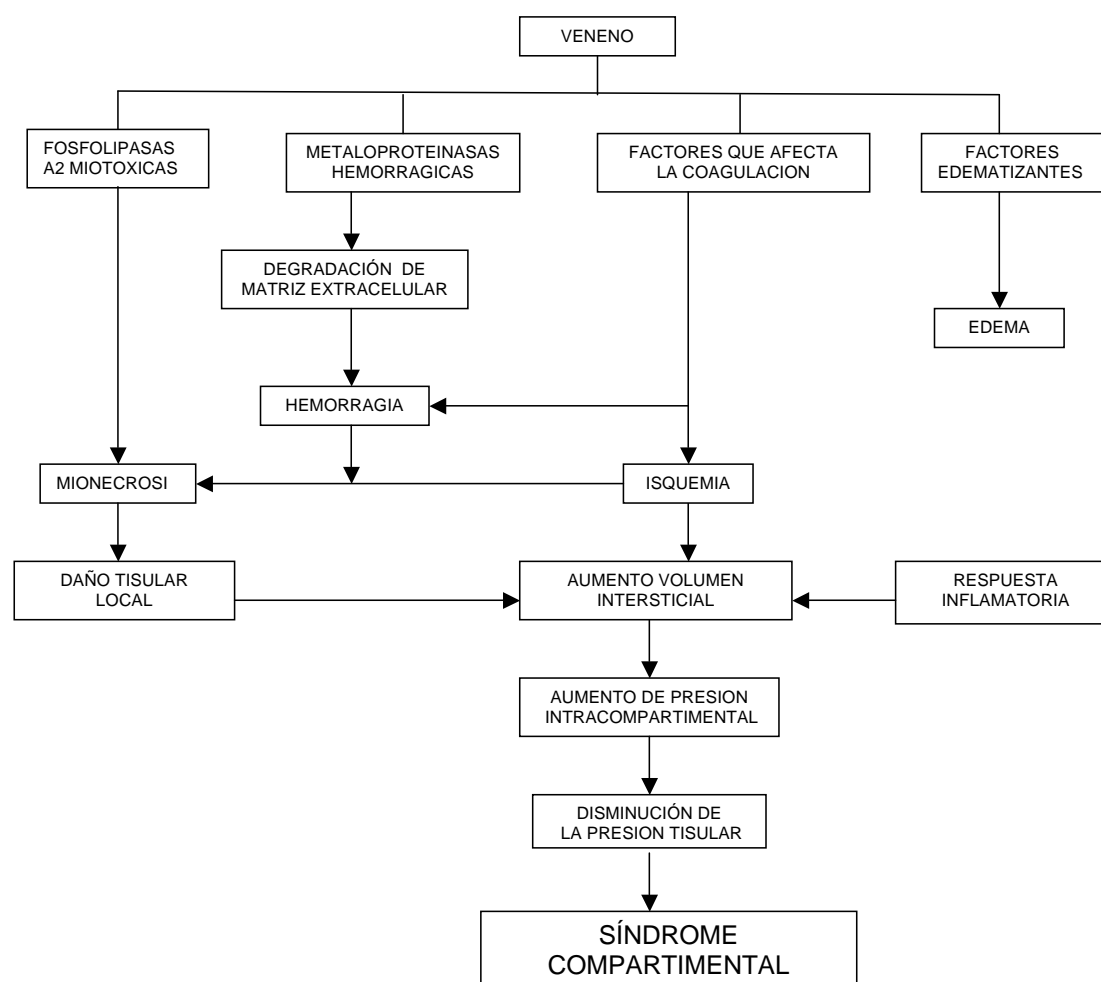 VENENO
FOSFOLIPASAS
A2 MIOTOXICAS
METALOPROTEINASAS
HEMORRAGICAS
FACTORES QUE AFECTA
LA COAGULACION
FACTORES
EDEMATIZANTES
DEGRADACIÓN DE
MATRIZ EXTRACELULAR
EDEMA
HEMORRAGIA
MIONECROSI
ISQUEMIA
DAÑO TISULAR
LOCAL
AUMENTO VOLUMEN
INTERSTICIAL
RESPUESTA
INFLAMATORIA
AUMENTO DE PRESION
INTRACOMPARTIMENTAL
DISMINUCIÓN DE
LA PRESION TISULAR
SÍNDROME
COMPARTIMENTAL